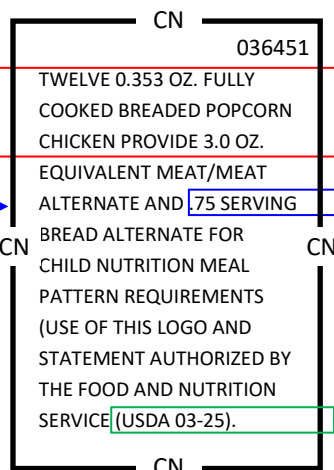 CN
036451
TWELVE 0.353 OZ. FULLY
COOKED BREADED POPCORN
CHICKEN PROVIDE 3.0 OZ.
EQUIVALENT MEAT/MEAT
ALTERNATE AND .75 SERVING
CN BREAD ALTERNATE FOR CN
CHILD NUTRITION MEAL
PATTERN REQUIREMENTS
(USE OF THIS LOGO AND
STATEMENT AUTHORIZED BY
THE FOOD AND NUTRITION
SERVICE (USDA 03-25).
CN